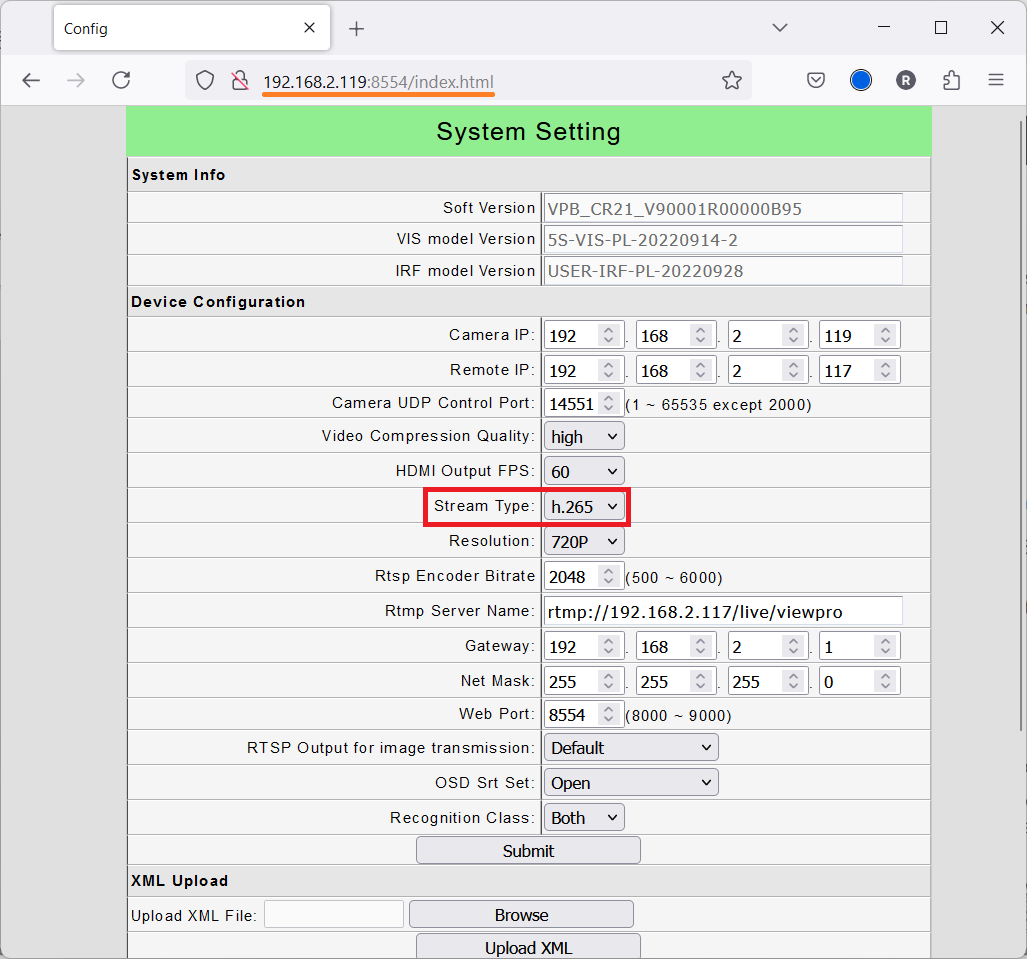 Config
192.168.2.119:8554/index.html
R
System Setting
System Info
Soft Version VPB_CR21_V90001R00000B95
VIS model Version 5S-VIS-PL-20220914-2
IRF model Version USER-IRF-PL-20220928
Device Configuration
Camera IP: 192 . 168 . 2 . 119
Remote IP: 192 . 168 . 2 . 117
Camera UDP Control Port: 14551 (1 ~ 65535 except 2000)
Video Compression Quality: high
HDMI Output FPS: 60
Stream Type: h.265
Resolution: 720P
Rtsp Encoder Bitrate 2048 (500 ~ 6000)
Rtmp Server Name: rtmp://192.168.2.117/live/viewpro
Gateway: 192 . 168 . 2 . 1
Net Mask: 255 . 255 . 255 . 0
Web Port: 8554 (8000 ~ 9000)
RTSP Output for image transmission: Default
OSD Srt Set: Open
Recognition Class: Both
Submit
XML Upload
Upload XML File: Browse
Upload XML